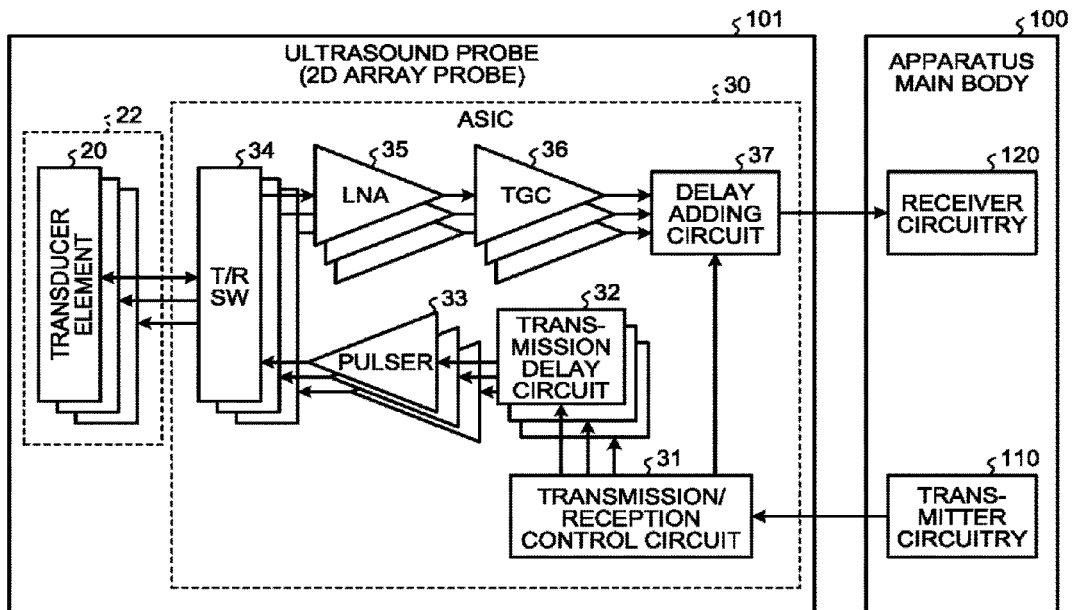 101
100
ULTRASOUND PROBE
(2D ARRAY PROBE)
APPARATUS
MAIN BODY
30
ASIC
22
20
34
35
36
37
TRANSDUCER
ELEMENT
T/R
SW
LNA
TGC
DELAY
ADDING
CIRCUIT
120
RECEIVER
CIRCUITRY
33
PULSER
32
TRANS-
MISSION
DELAY
CIRCUIT
31
TRANSMISSION/
RECEPTION
CONTROL CIRCUIT
110
TRANS-
MITTER
CIRCUITRY